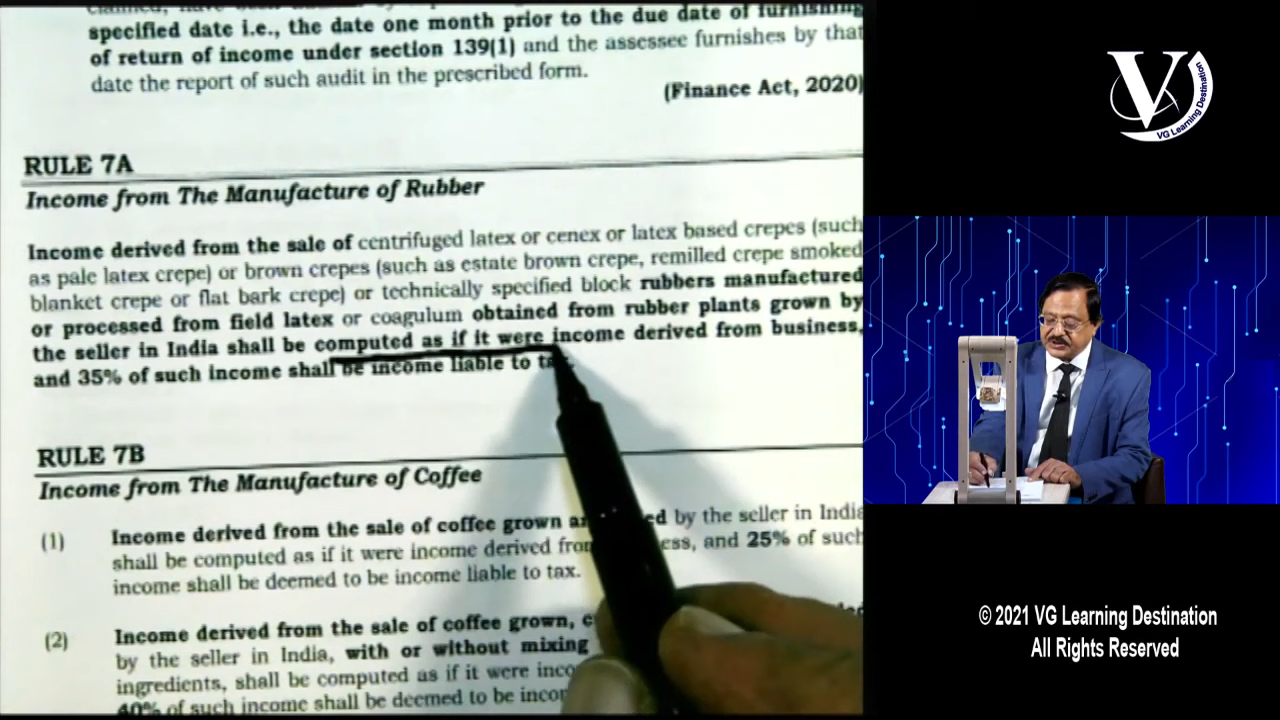 specified date i.e., the date one month prior to the due date of furnishing
of return of income under section 139(1) and the assessee furnishes by that
date the report of such audit in the prescribed form.
(Finance Act, 2020)
RULE 7A
Income from The Manufacture of Rubber
Income derived from the sale of centrifuged latex or cenex or latex based crepes (such
as pale latex crepe) or brown crepes (such as estate brown crepe, remilled crepe smoked
blanket crepe or flat bark crepe) or technically specified block rubbers manufactured
or processed from field latex or coagulum obtained from rubber plants grown by
the seller in India shall be computed as if it were income derived from business,
and 35% of such income shall be income liable to
RULE 7B
Income from The Manufacture of Coffee
(1) Income derived from the sale of coffee grown by the seller in India
shall be computed as if it were income derived and 25% of such
income shall be deemed to be income liable to tax.
(2) Income derived from the sale of coffee grown,
by the seller in India, with or without mixing
ingredients, shall be computed as if it were
40% of such income shall be deemed to be
V
VG Learning Destination
© 2021 VG Learning Destination
All Rights Reserved